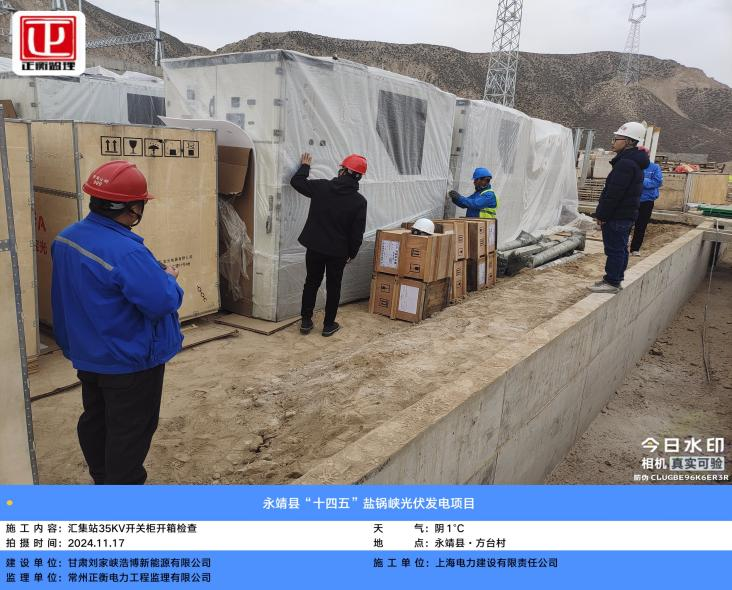 正衡监理
今日水印
相机 真实可验
防伪 CLUGBE96K6ER3R
永靖县“十四五”盐锅峡光伏发电项目
施工内容：汇集站35KV开关柜开箱检查
天气：阴 1℃
拍摄时间：2024.11.17
地点：永靖县·方台村
建设单位：甘肃刘家峡浩博新能源有限公司
施工单位：上海电力建设有限责任公司
监理单位：常州正衡电力工程监理有限公司